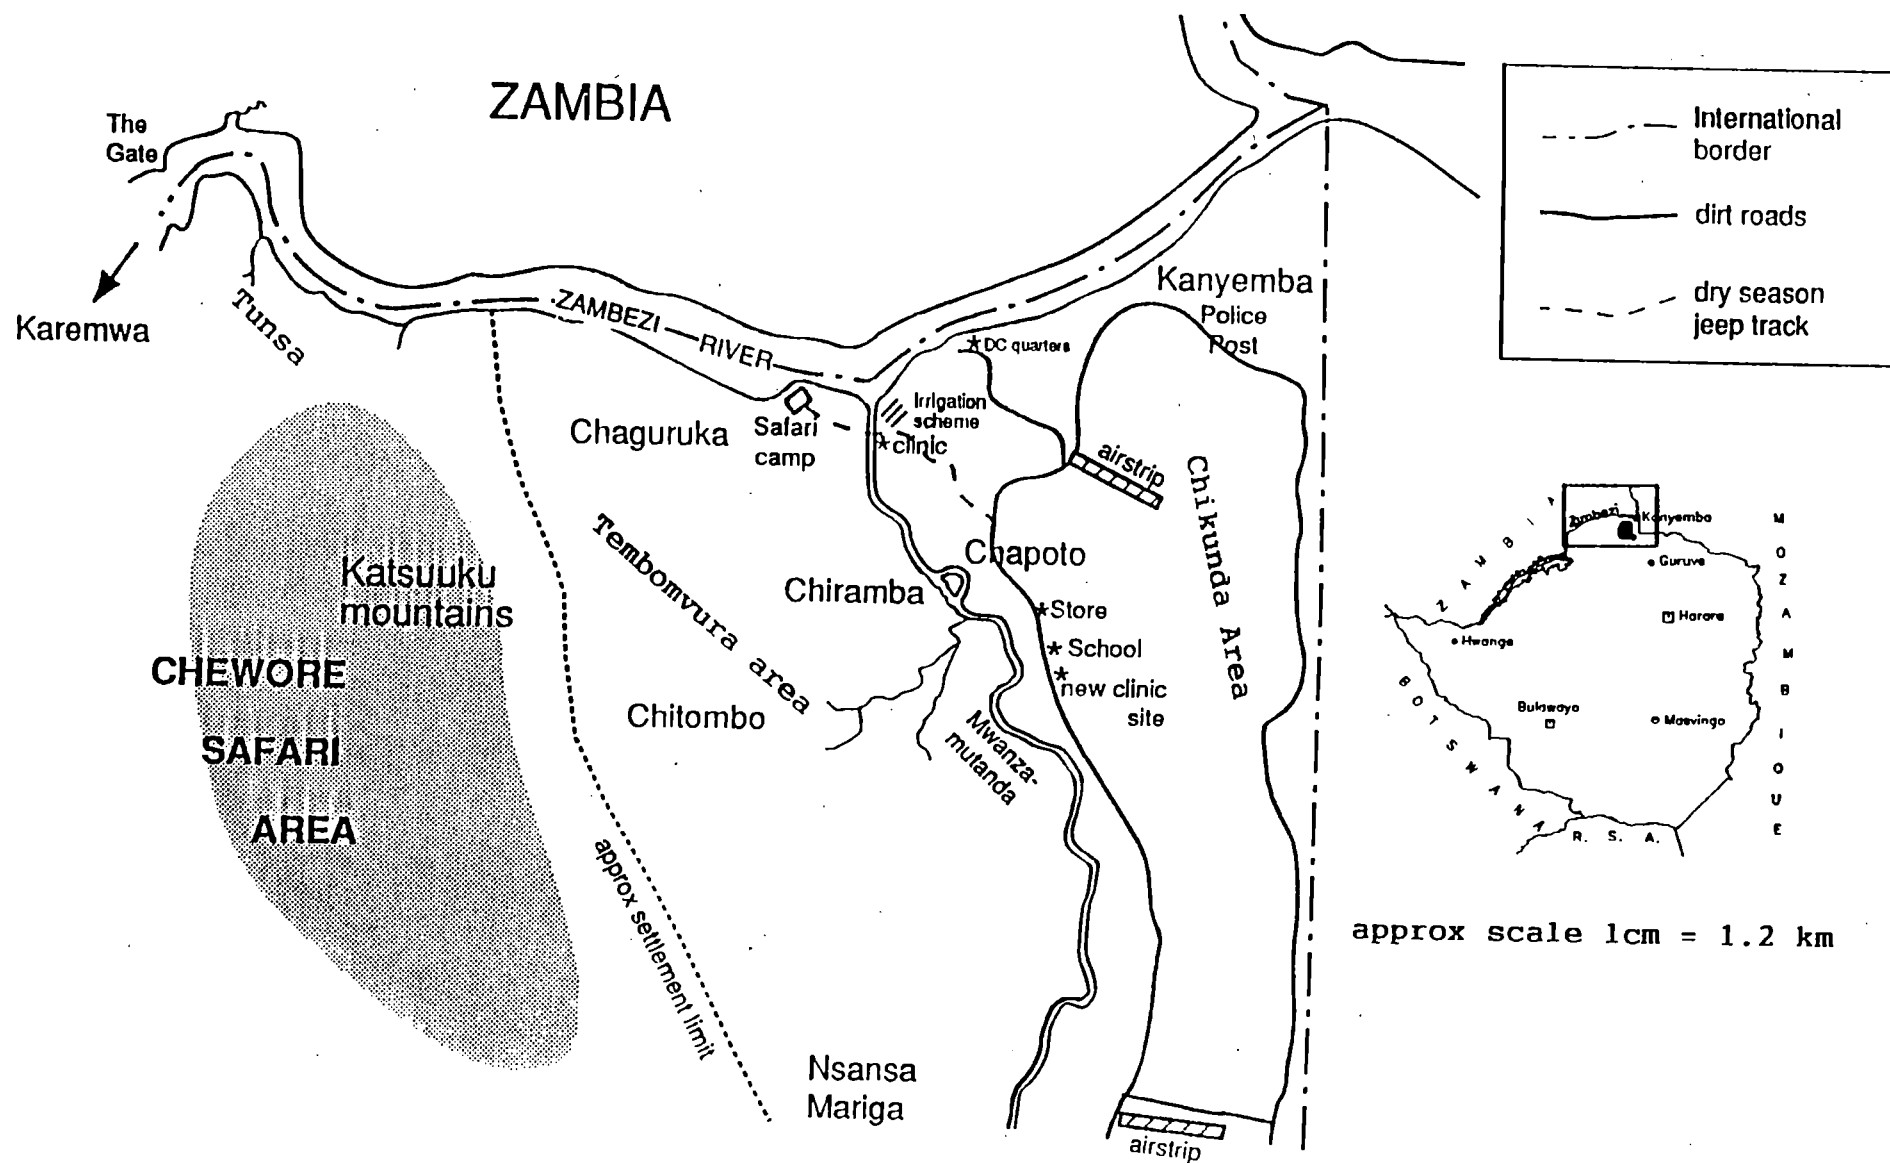 ZAMBIA
The
Gate
Karemwa
Tunsa
ZAMBEZI
RIVER
Kanyemba
Police
Post
DC quarters
Irrigation
scheme
clinic
Safari
camp
Chaguruka
airstrip
Chikunda Area
Tembomvura area
Katsuuku
mountains
Chapoto
Chiramba
Store
School
new clinic
site
CHEWORE
SAFARI
AREA
Chitombo
Mwanza-
mutanda
approx settlement limit
Nsansa
Mariga
airstrip
International
border
dirt roads
dry season
jeep track
ZAMBIA
Zambezi
Kanyemba
Guruve
Harare
Hwange
Bulawayo
Masvingo
MOZAMBIQUE
BOTSWANA
R. S. A.
approx scale 1cm = 1.2 km